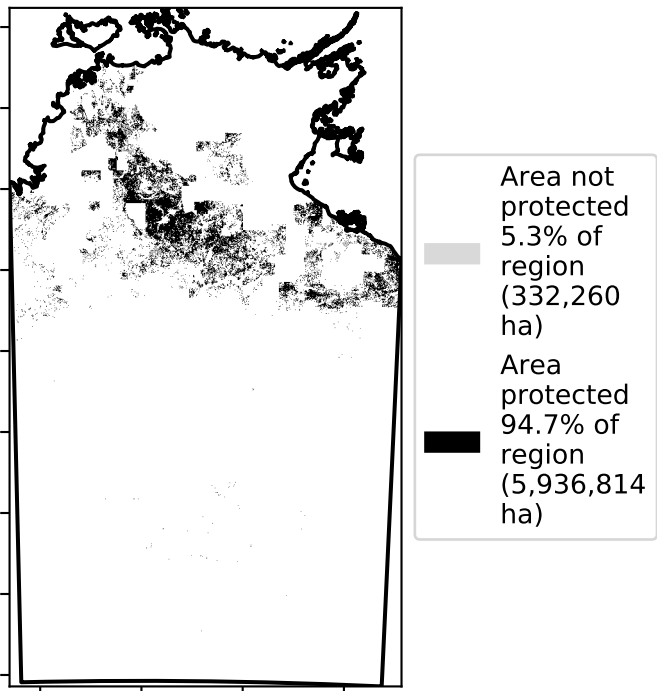 Area not
protected
5.3% of
region
(332,260
ha)
Area
protected
94.7% of
region
(5,936,814
ha)